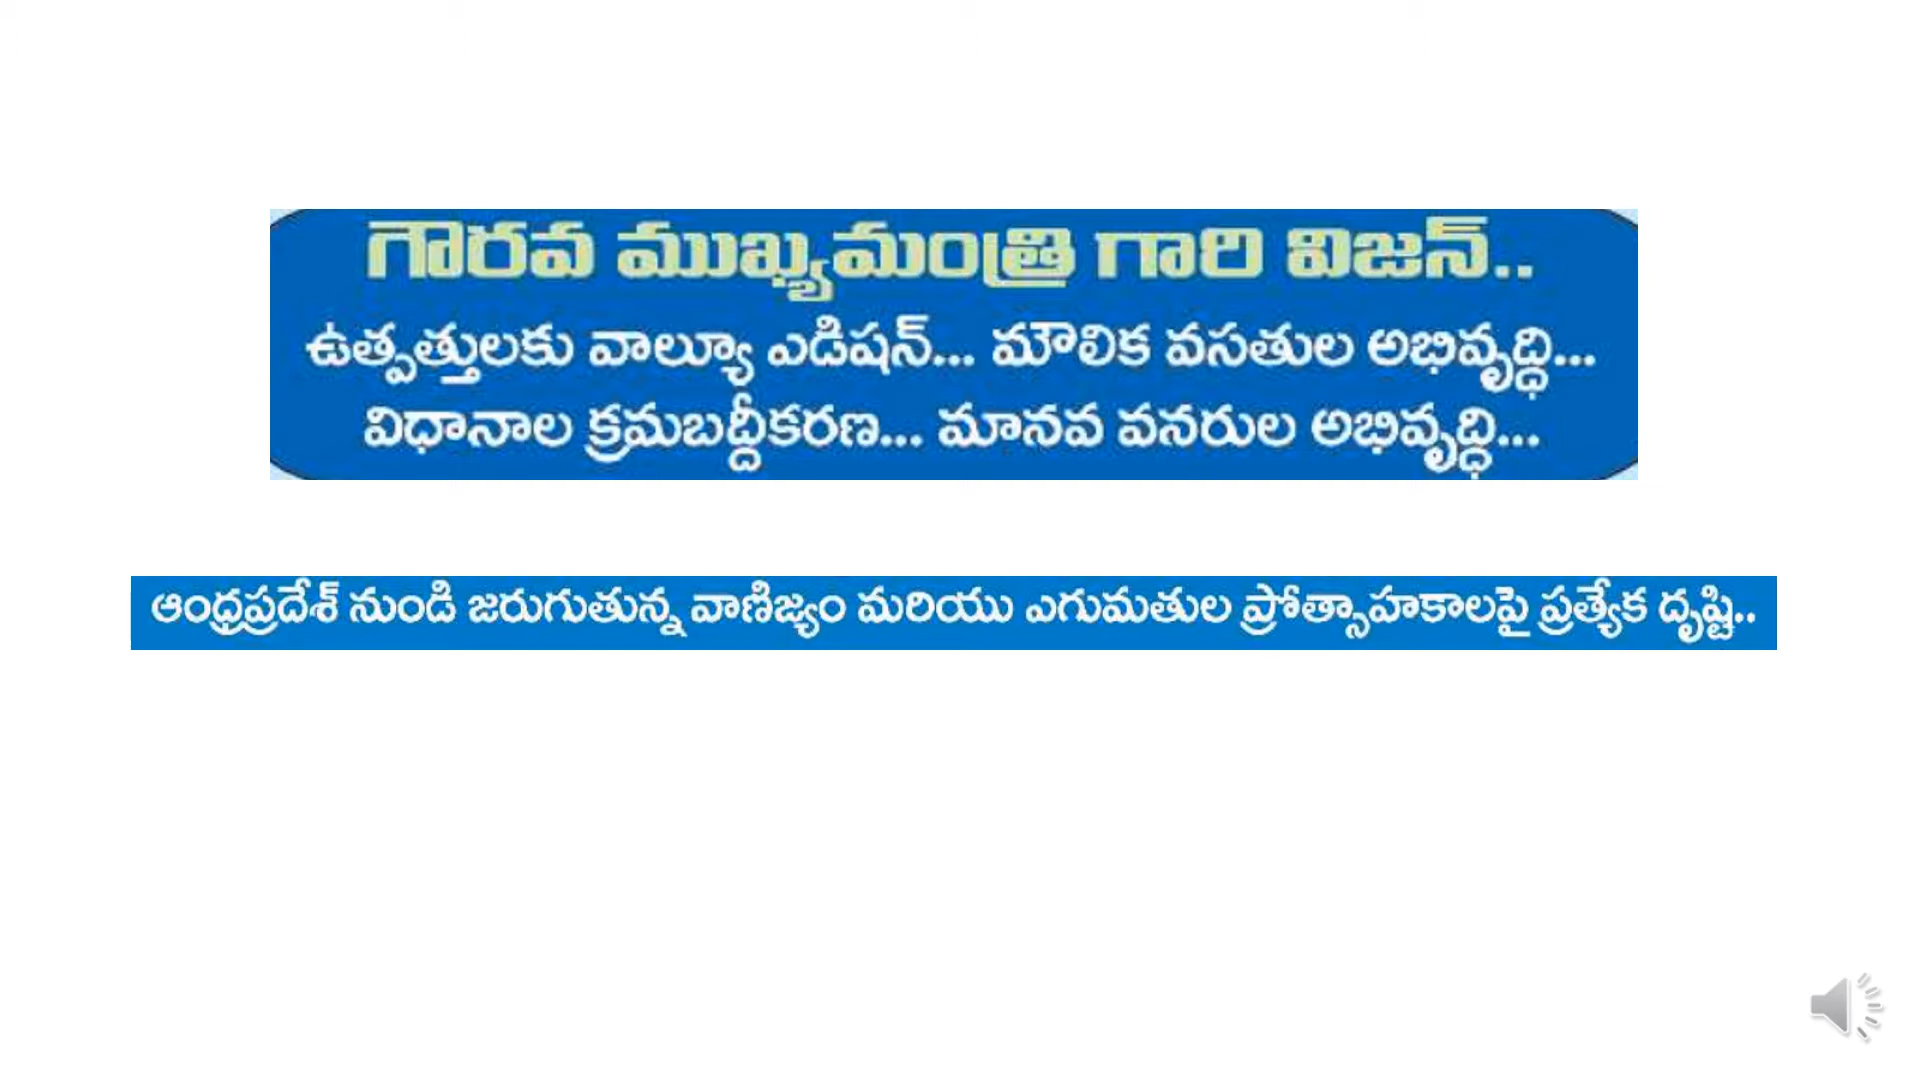 గౌరవ ముఖ్యమంత్రి గారి విజన్..
ఉత్పత్తులకు వాల్యూ ఎడిషన్... మౌలిక వసతుల అభివృద్ధి...
విధానాల క్రమబద్దీకరణ... మానవ వనరుల అభివృద్ధి...
ఆంధ్రప్రదేశ్ నుండి జరుగుతున్న వాణిజ్యం మరియు ఎగుమతుల ప్రోత్సాహకాలపై ప్రత్యేక దృష్టి..